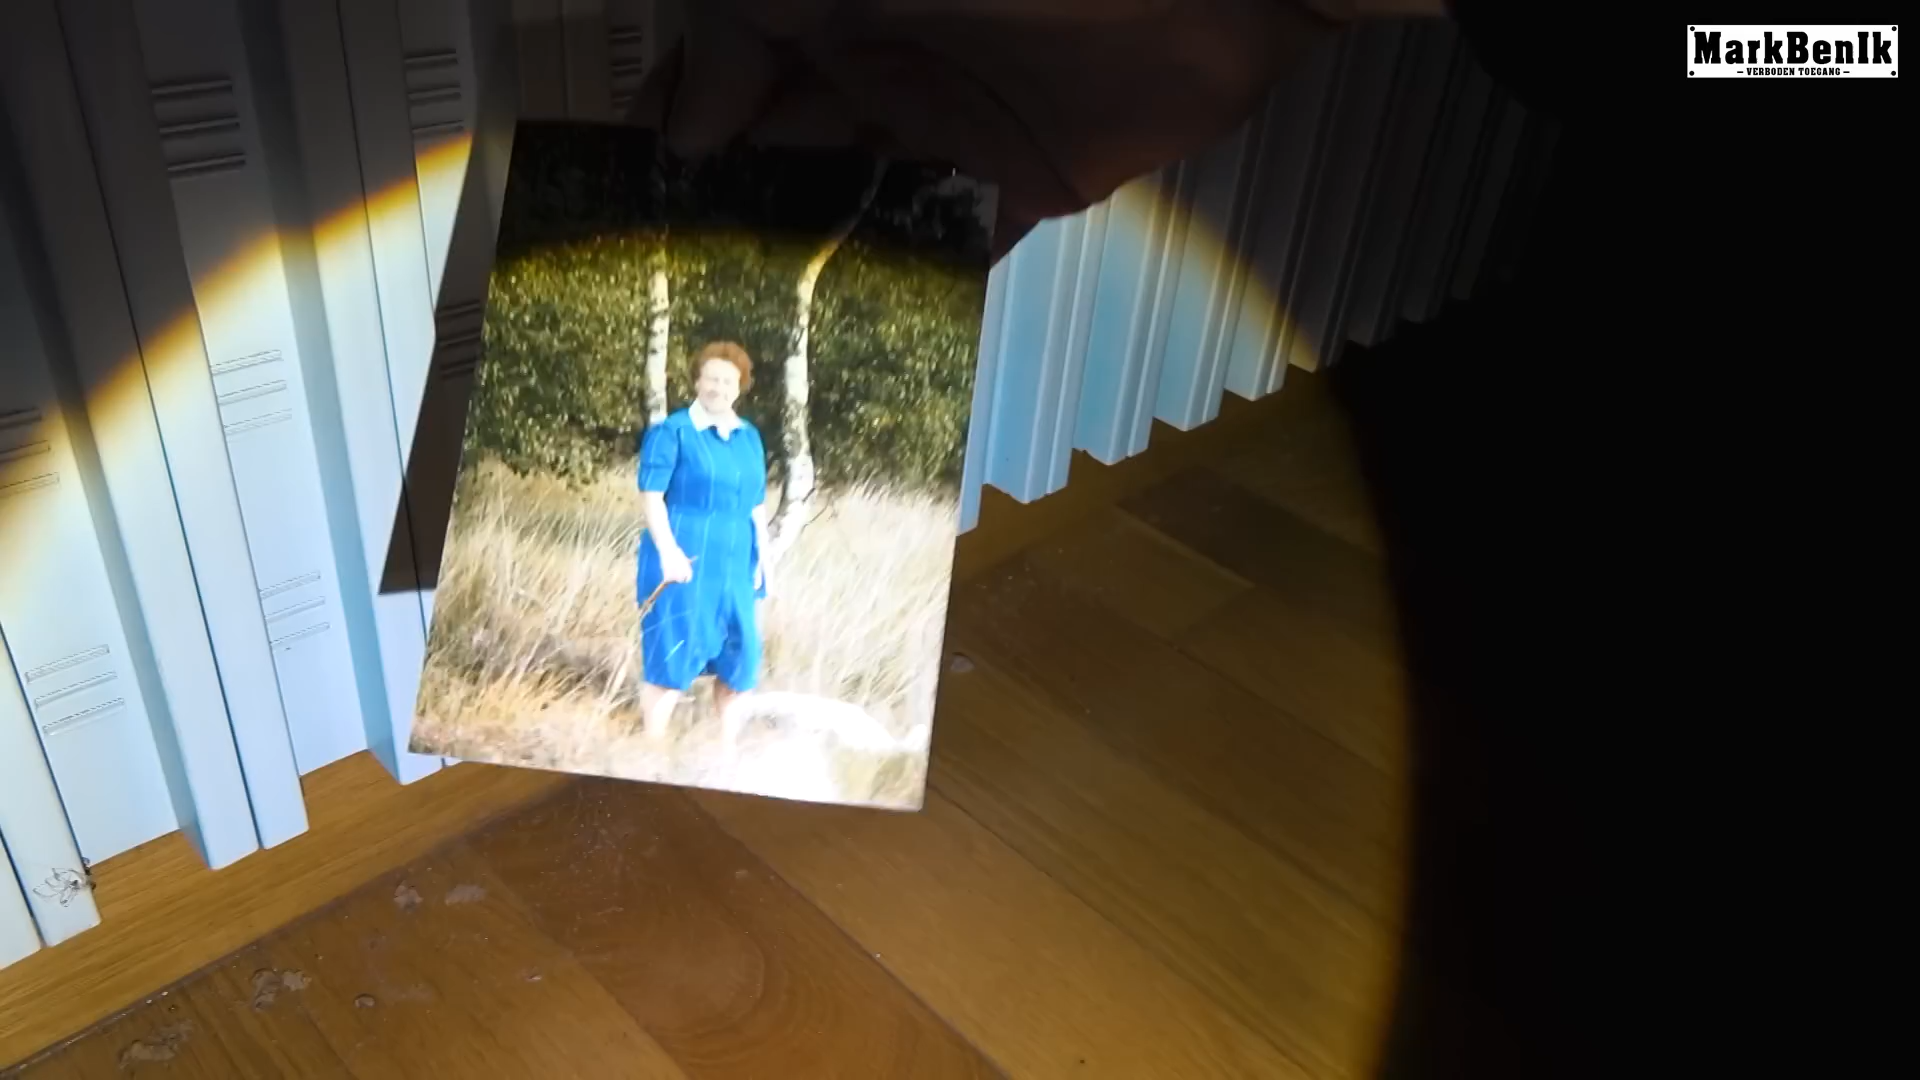 MarkBenIk
– VERBODEN TOEGANG –